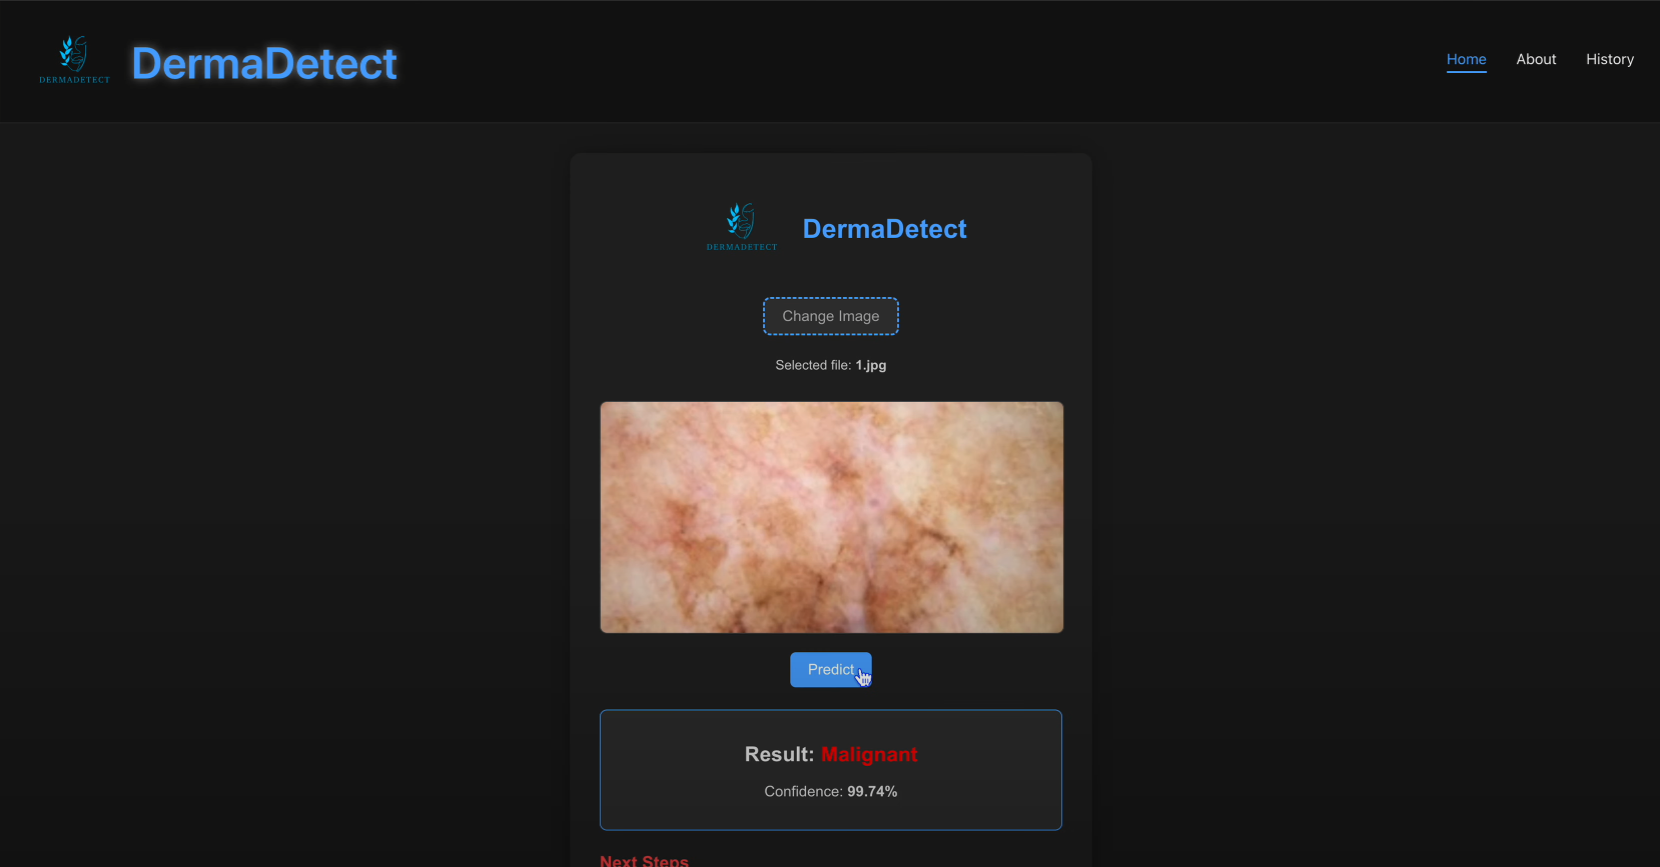 DERMADETECT
DermaDetect
Home
About
History
DERMADETECT
DermaDetect
Change Image
Selected file: 1.jpg
Predict
Result: Malignant
Confidence: 99.74%
Next Steps